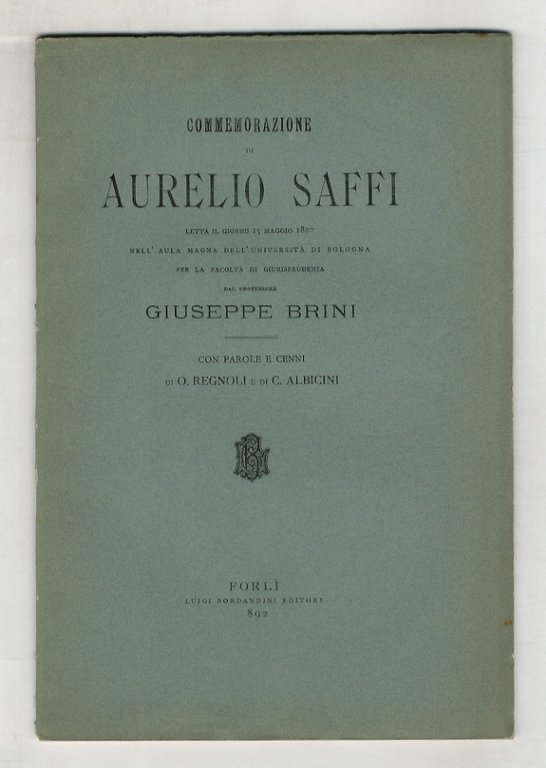 COMMEMORAZIONE
DI
AURELIO SAFFI
LETTA IL GIORNO 15 MAGGIO 1892
NELL' AULA MAGNA DELL'UNIVERSITÀ DI BOLOGNA
PER LA FACOLTÀ DI GIURISPRUDENZA
DAL PROFESSORE
GIUSEPPE BRINI
CON PAROLE E CENNI
DI O. REGNOLI E DI C. ALBICINI
FORLÌ
LUIGI BORDANDINI EDITORE
892